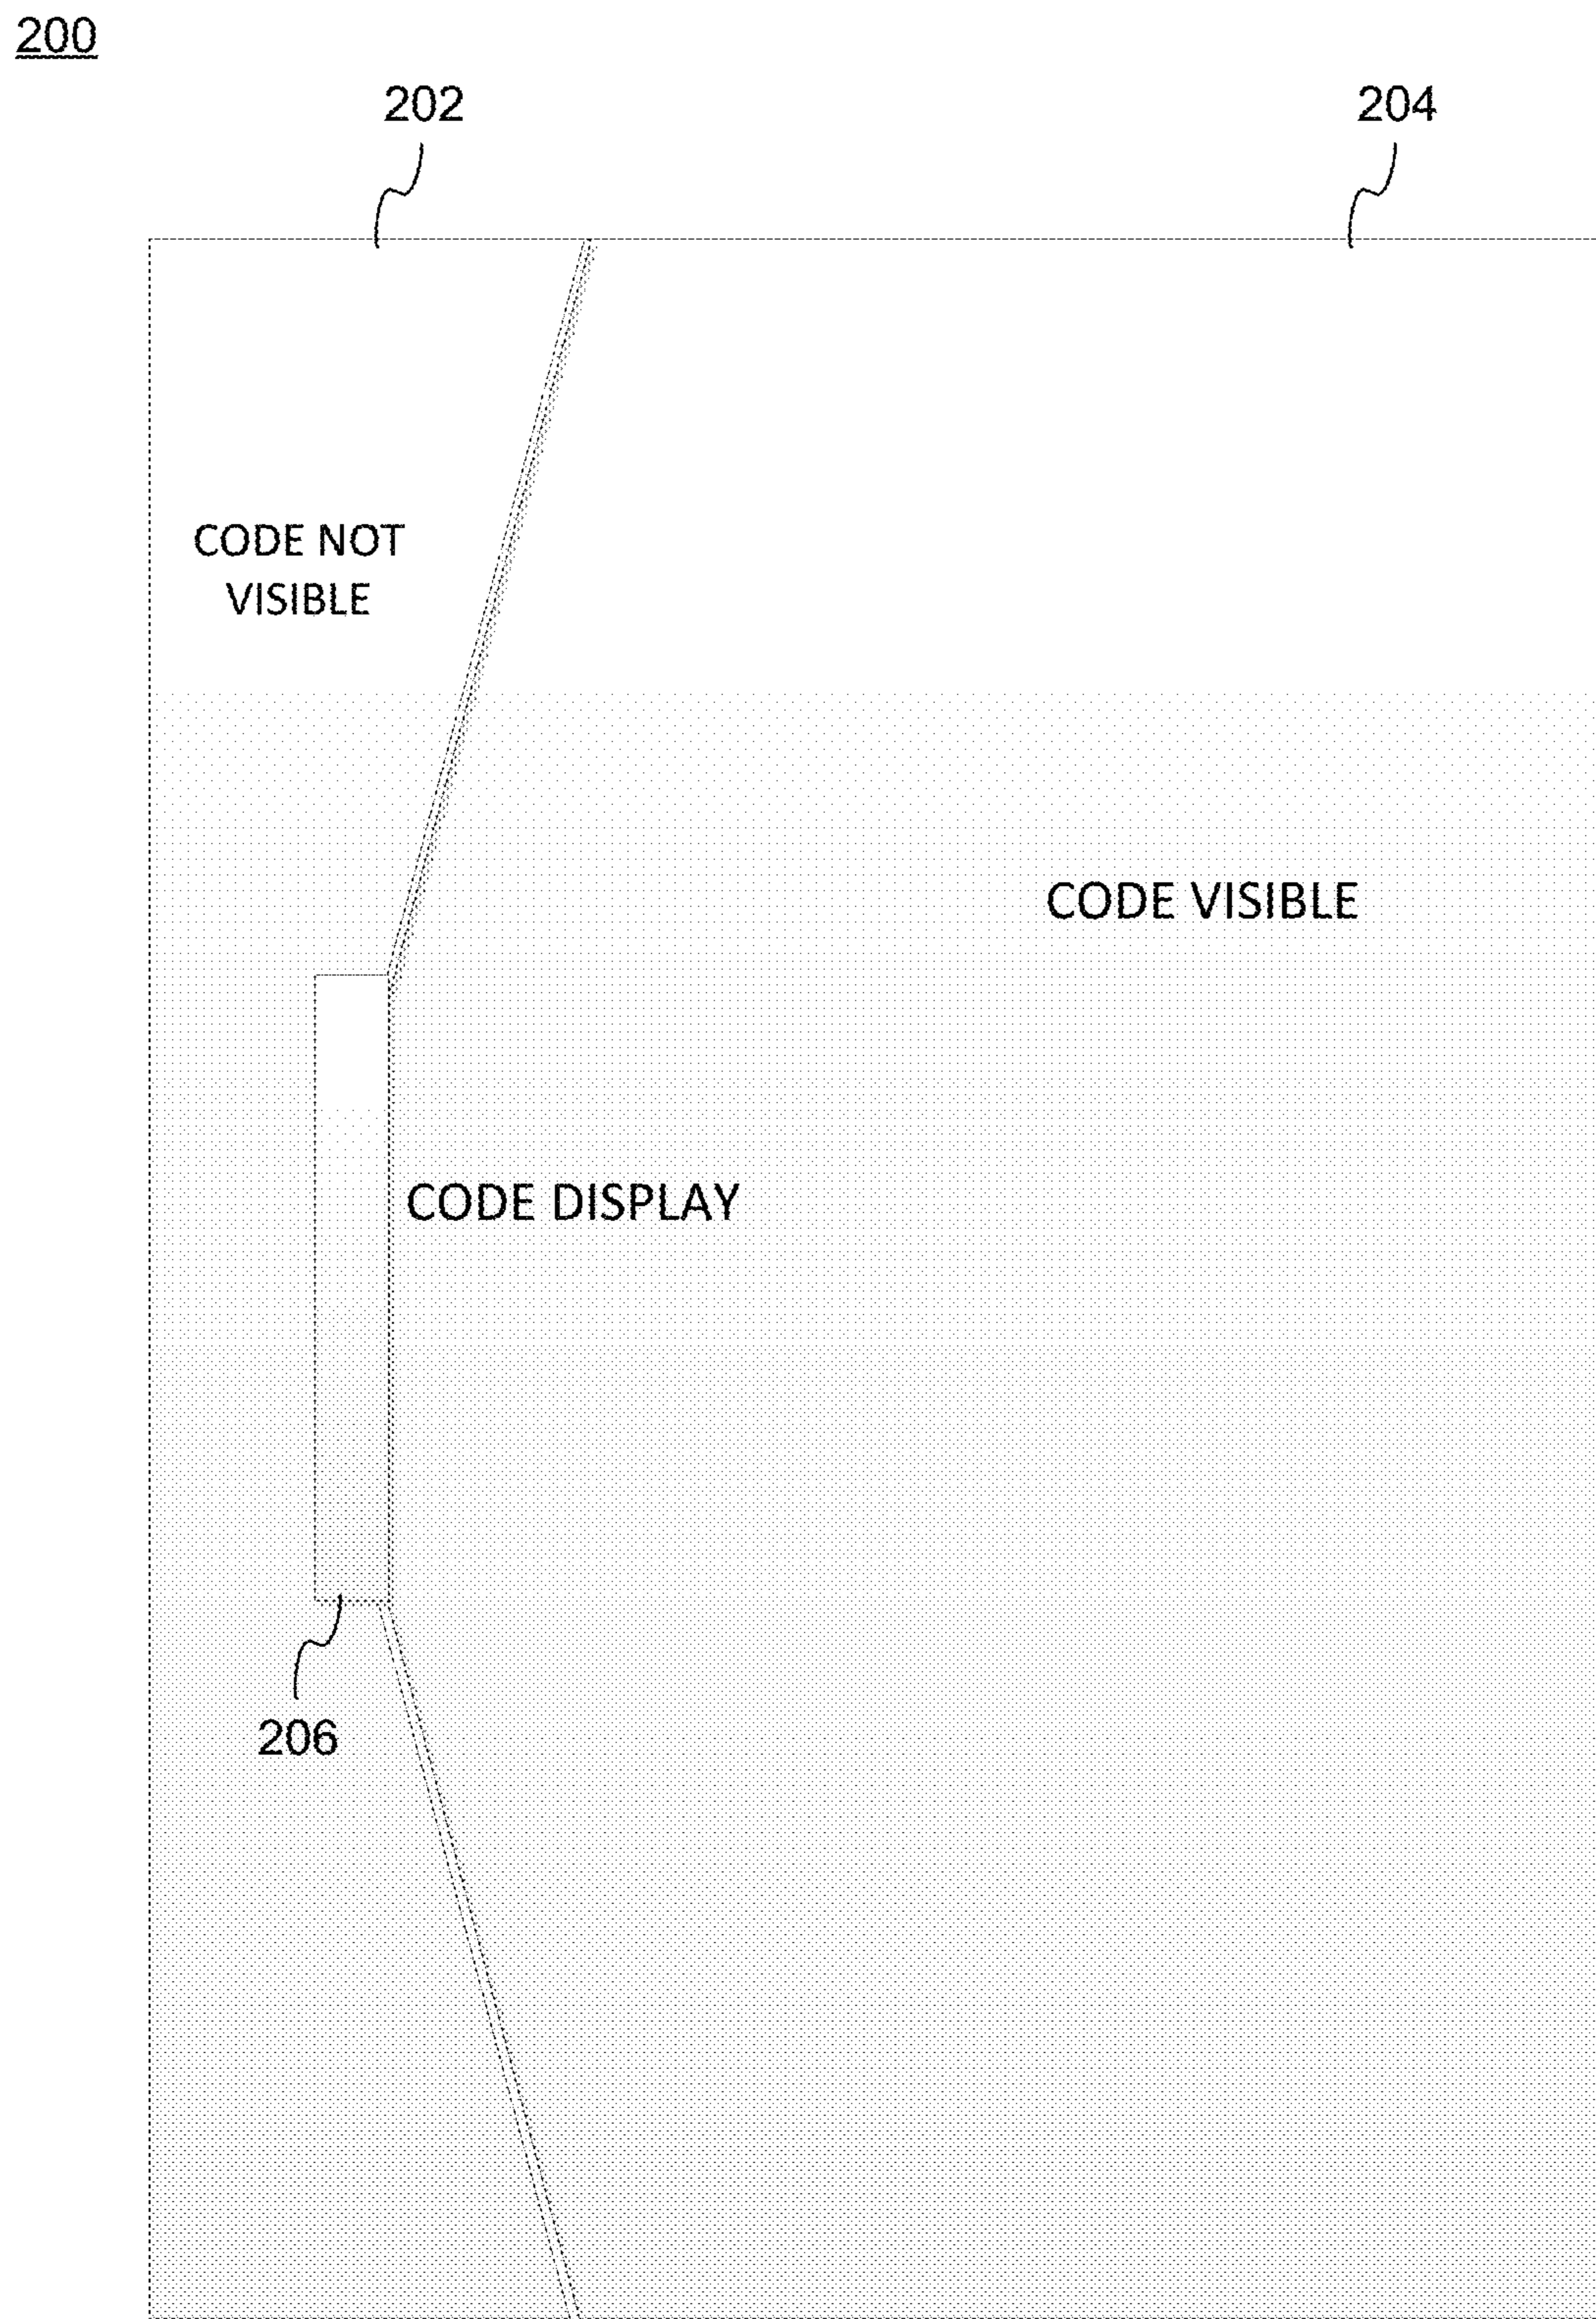 200
202
204
CODE NOT
VISIBLE
CODE VISIBLE
CODE DISPLAY
206